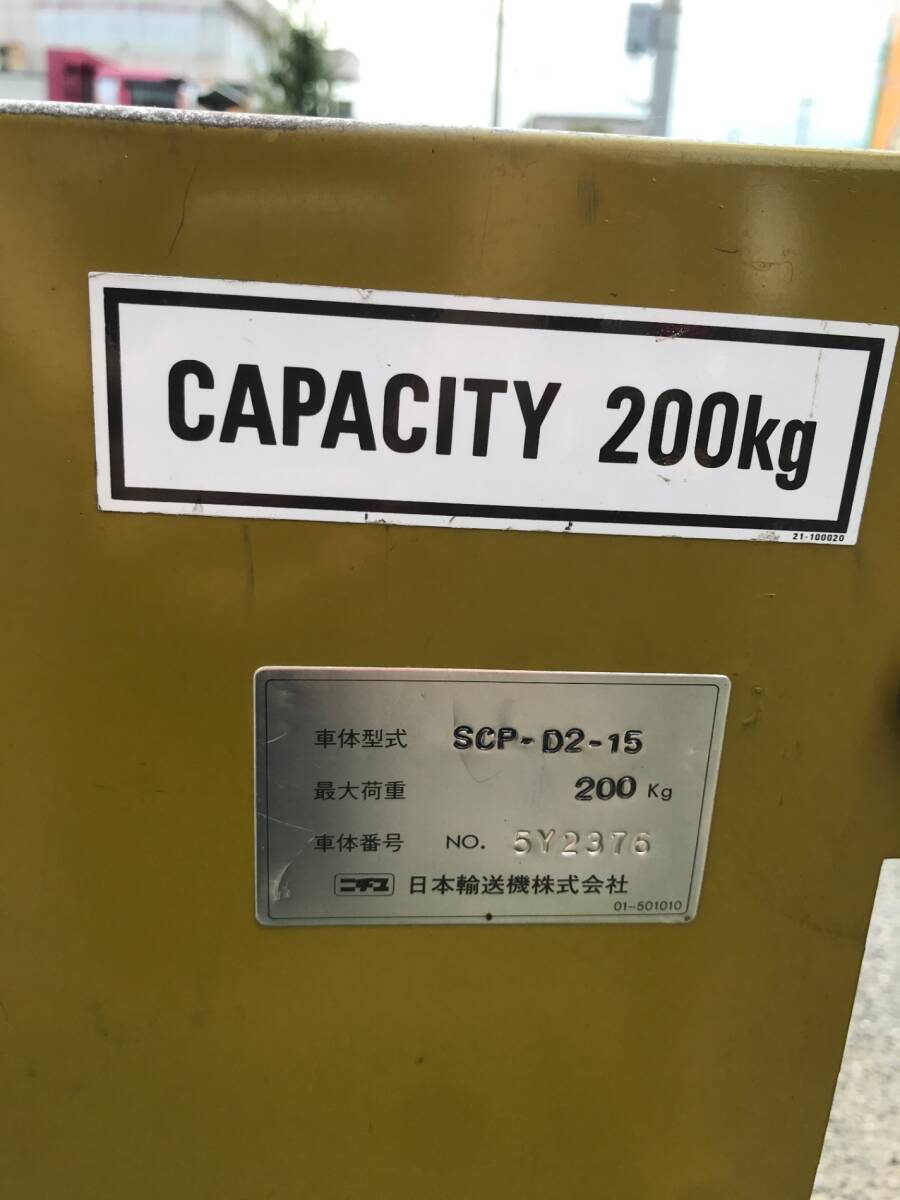 CAPACITY 200kg
21-100020
車体型式 SCP-D2-15
最大荷重 200 Kg
車体番号 NO. 5Y2376
ニチユ 日本輸送機株式会社
01-501010